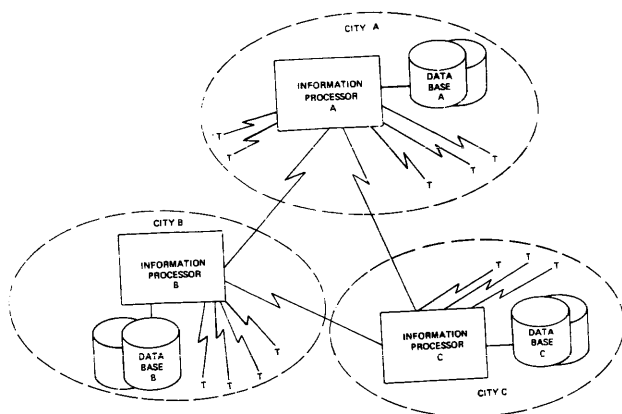 CITY A
INFORMATION
PROCESSOR
A
DATA
BASE
A
T
T
T
T
T
CITY B
INFORMATION
PROCESSOR
B
DATA
BASE
B
T
T
T
T
T
T
T
INFORMATION
PROCESSOR
C
DATA
BASE
C
CITY C